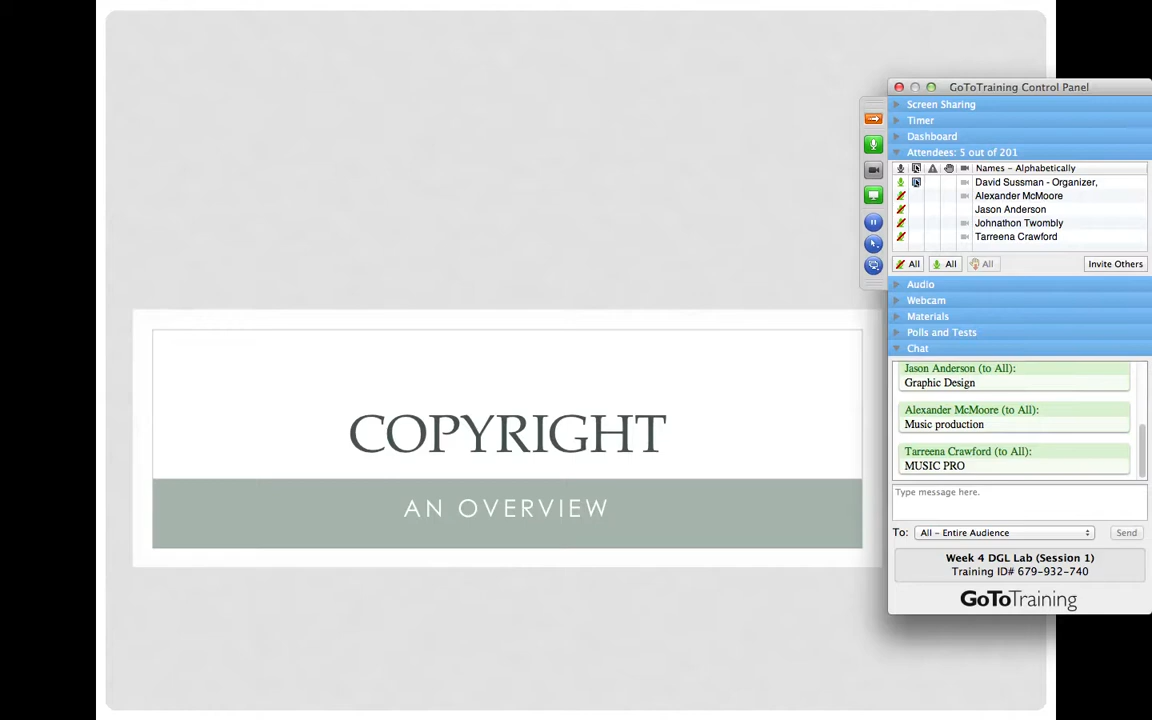 COPYRIGHT
AN OVERVIEW
GoToTraining Control Panel
Screen Sharing
Timer
Dashboard
Attendees: 5 out of 201
Names - Alphabetically
David Sussman - Organizer,
Alexander McMoore
Jason Anderson
Johnathon Twombly
Tarreena Crawford
All
All
All
Invite Others
Audio
Webcam
Materials
Polls and Tests
Chat
Jason Anderson (to All):
Graphic Design
Alexander McMoore (to All):
Music production
Tarreena Crawford (to All):
MUSIC PRO
Type message here.
To: All - Entire Audience Send
Week 4 DGL Lab (Session 1)
Training ID# 679-932-740
GoToTraining